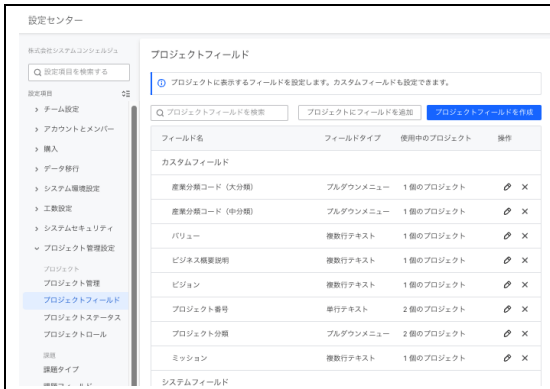 設定センター
株式会社システムコンシェルジュ
設定項目を検索する
設定項目
チーム設定
アカウントとメンバー
購入
データ移行
システム環境設定
工数設定
システムセキュリティ
プロジェクト管理設定
プロジェクト
プロジェクト管理
プロジェクトフィールド
プロジェクトステータス
プロジェクトロール
課題
課題タイプ
プロジェクトフィールド
プロジェクトに表示するフィールドを設定します。カスタムフィールドも設定できます。
プロジェクトフィールドを検索 プロジェクトにフィールドを追加 プロジェクトフィールドを作成
フィールド名 フィールドタイプ 使用中のプロジェクト 操作
カスタムフィールド
産業分類コード（大分類） プルダウンメニュー 1 個のプロジェクト
産業分類コード（中分類） プルダウンメニュー 1 個のプロジェクト
バリュー 複数行テキスト 1 個のプロジェクト
ビジネス概要説明 複数行テキスト 1 個のプロジェクト
ビジョン 複数行テキスト 1 個のプロジェクト
プロジェクト番号 単行テキスト 2 個のプロジェクト
プロジェクト分類 プルダウンメニュー 2 個のプロジェクト
ミッション 複数行テキスト 1 個のプロジェクト
システムフィールド